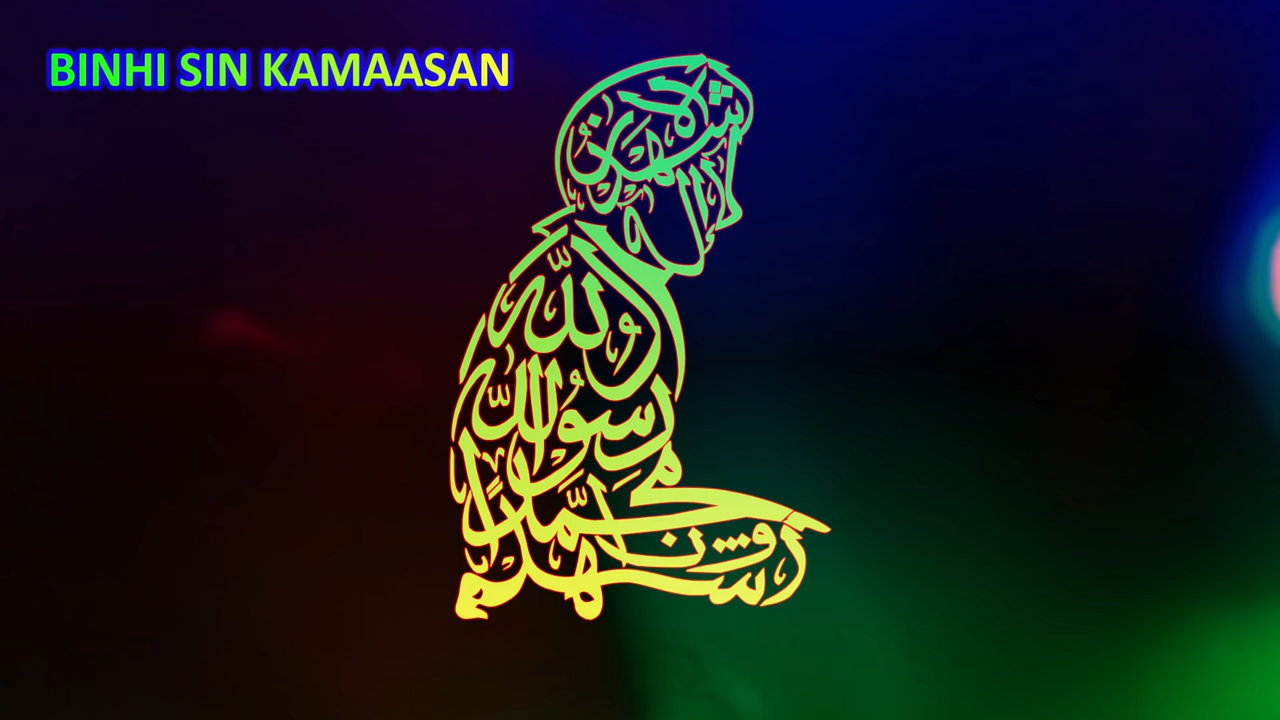 BINHI SIN KAMAASAN
أشهد أن لا
إله
إلا الله
وأشهد أن
محمدا
رسول الله